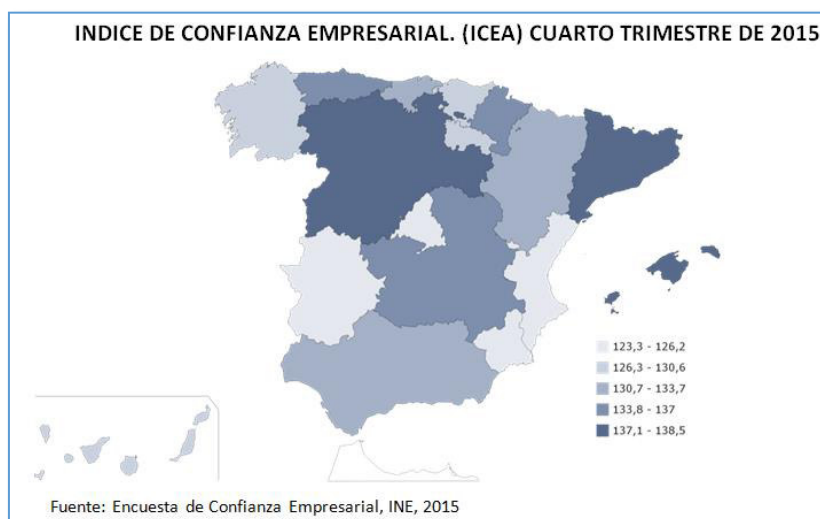 INDICE DE CONFIANZA EMPRESARIAL. (ICEA) CUARTO TRIMESTRE DE 2015
123,3 - 126,2
126,3 - 130,6
130,7 - 133,7
133,8 - 137
137,1 - 138,5
Fuente: Encuesta de Confianza Empresarial, INE, 2015